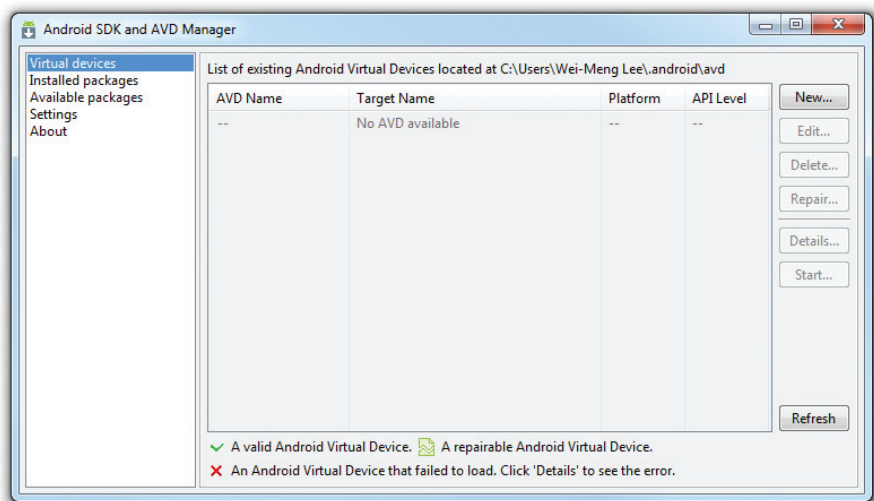 Android SDK and AVD Manager
Virtual devices
Installed packages
Available packages
Settings
About
List of existing Android Virtual Devices located at C:\Users\Wei-Meng Lee\.android\avd
AVD Name Target Name Platform API Level
-- No AVD available -- --
New...
Edit...
Delete...
Repair...
Details...
Start...
Refresh
A valid Android Virtual Device. A repairable Android Virtual Device.
An Android Virtual Device that failed to load. Click 'Details' to see the error.